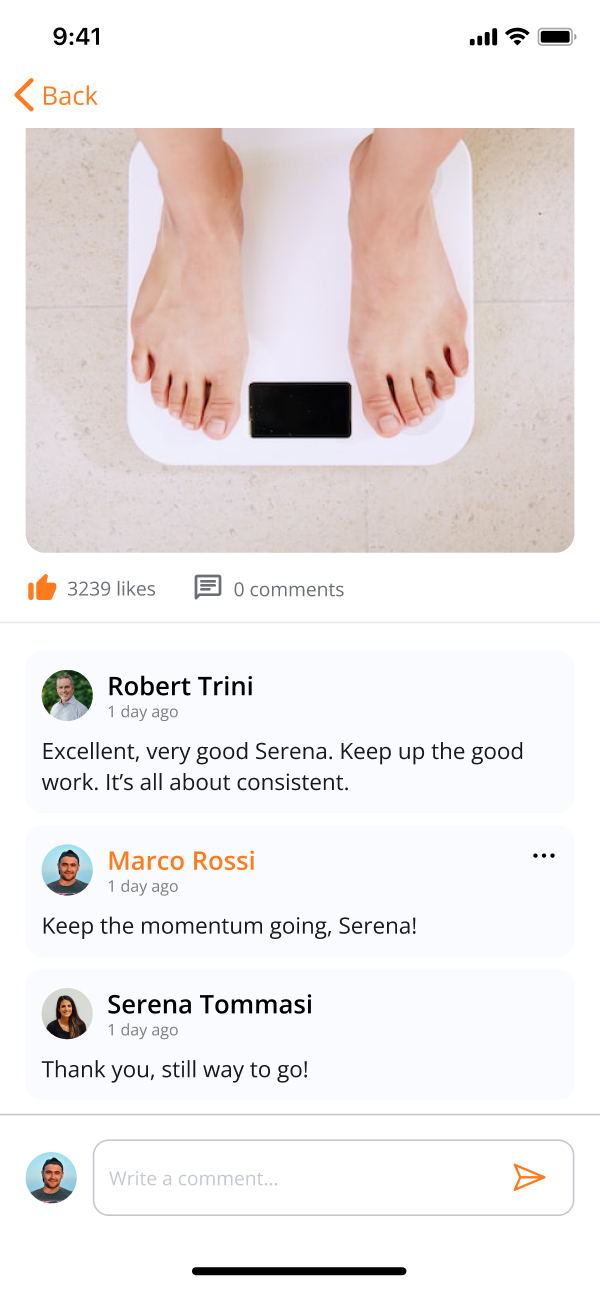 9:41
Back
3239 likes
0 comments
Robert Trini
1 day ago
Excellent, very good Serena. Keep up the good
work. It’s all about consistent.
Marco Rossi
1 day ago
Keep the momentum going, Serena!
Serena Tommasi
1 day ago
Thank you, still way to go!
Write a comment...